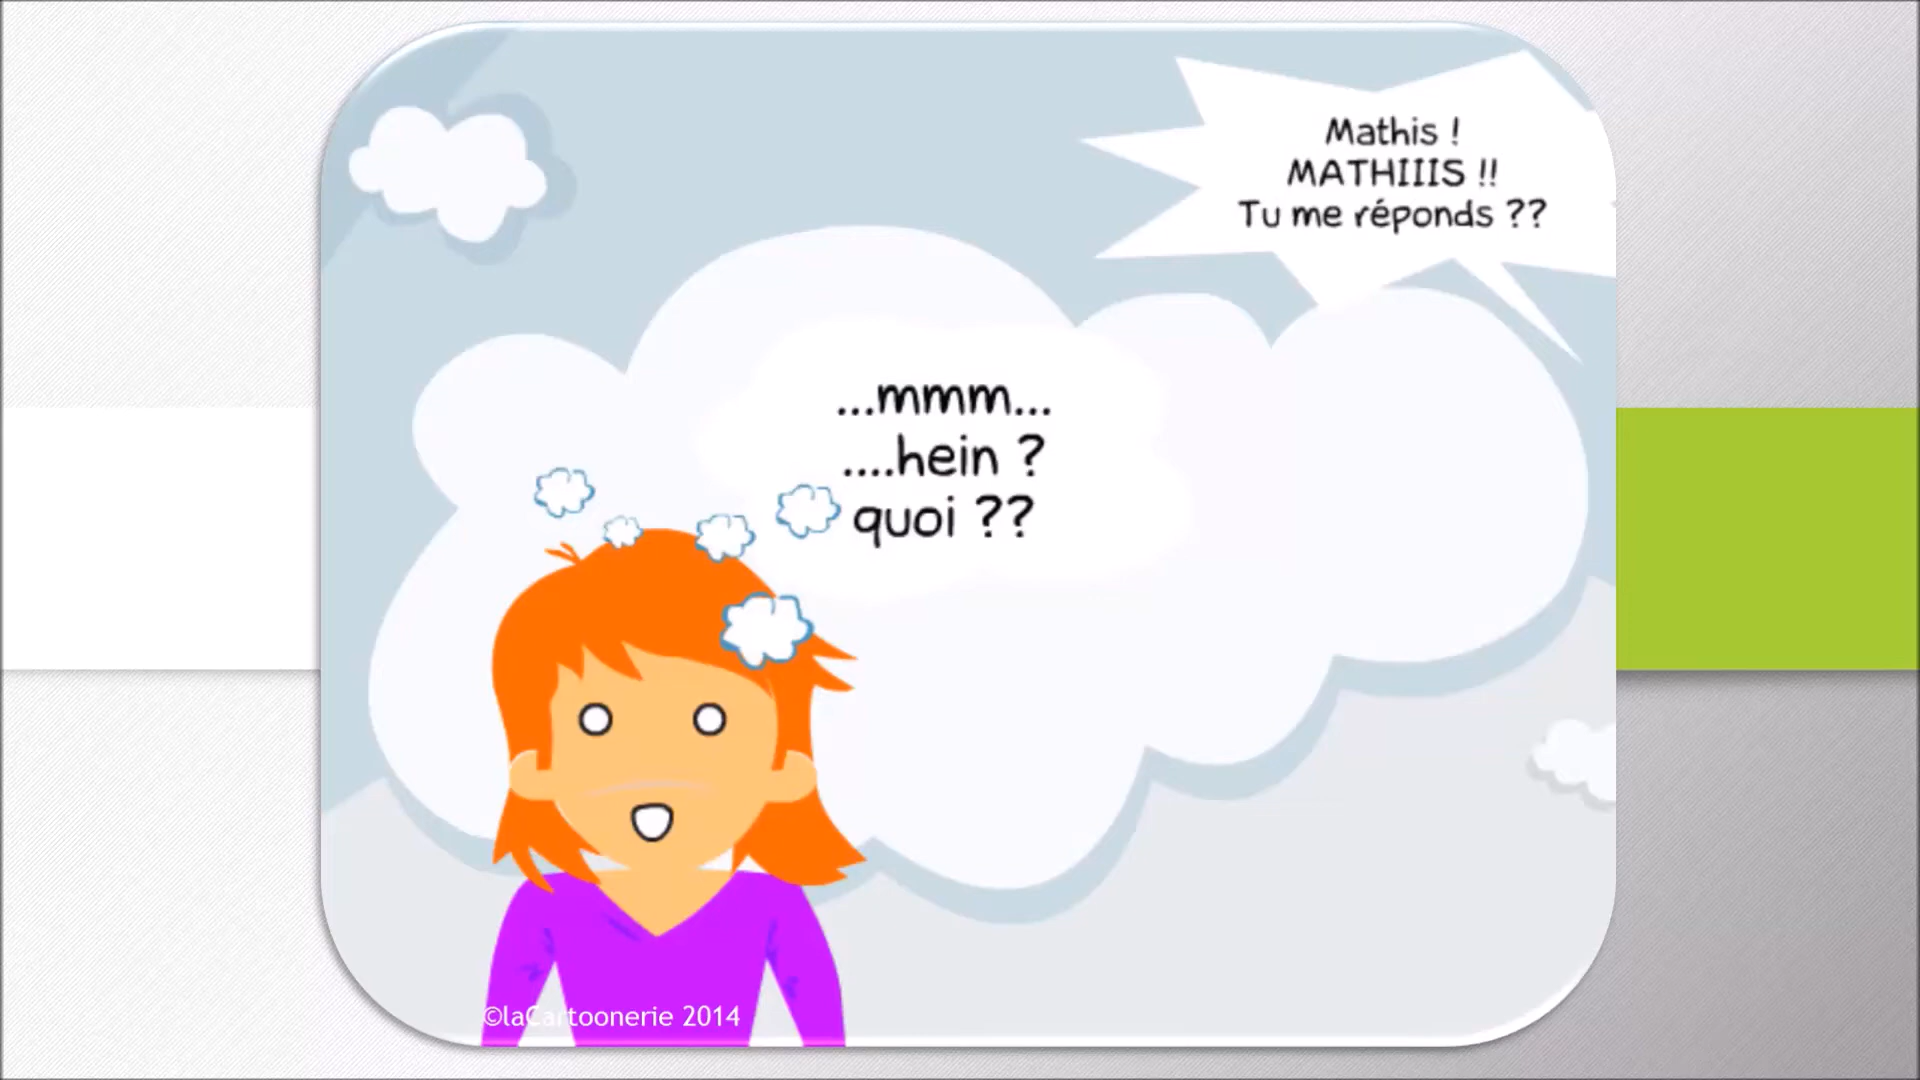 Mathis !
MATHIIIS !!
Tu me réponds ??
...mmm...
....hein ?
quoi ??
©laCartoonerie 2014